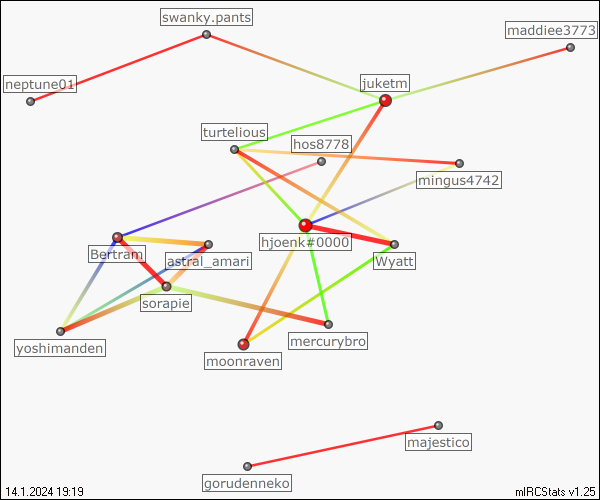 swanky.pants
maddiee3773
neptune01
juketm
turtelious
hos8778
mingus4742
hjoenk#0000
Bertram
astral_amari
Wyatt
sorapie
yoshimanden
mercurybro
moonraven
majestico
gorudenneko
14.1.2024 19:19
mIRCStats v1.25